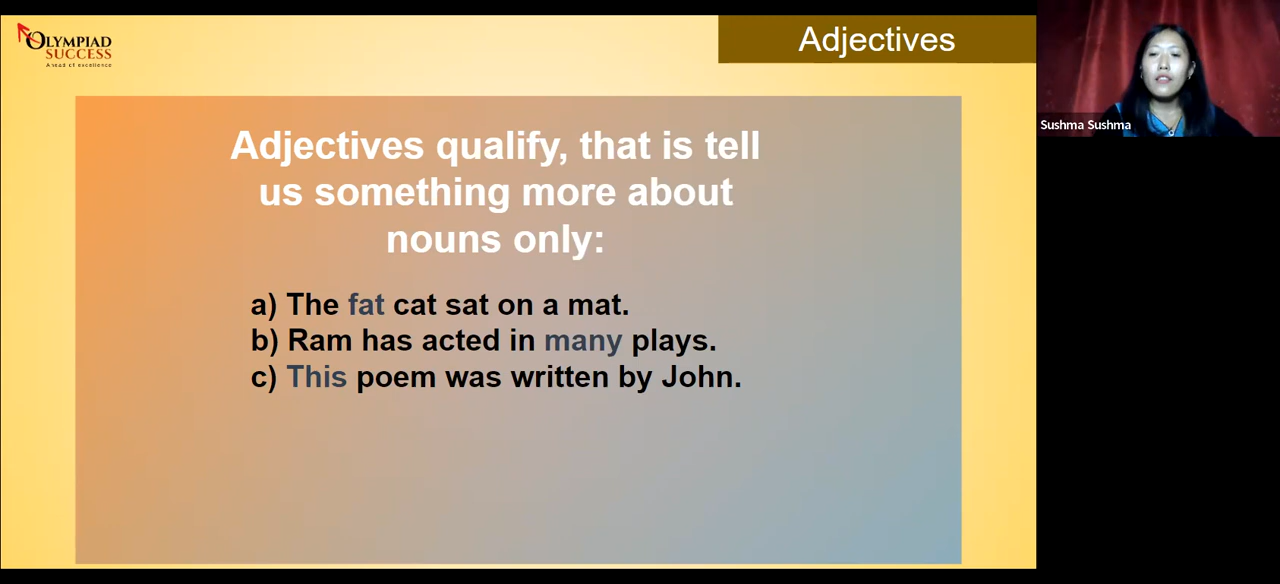 OLYMPIAD
SUCCESS
Ahead of excellence
Adjectives
Sushma Sushma
Adjectives qualify, that is tell
us something more about
nouns only:
a) The fat cat sat on a mat.
b) Ram has acted in many plays.
c) This poem was written by John.